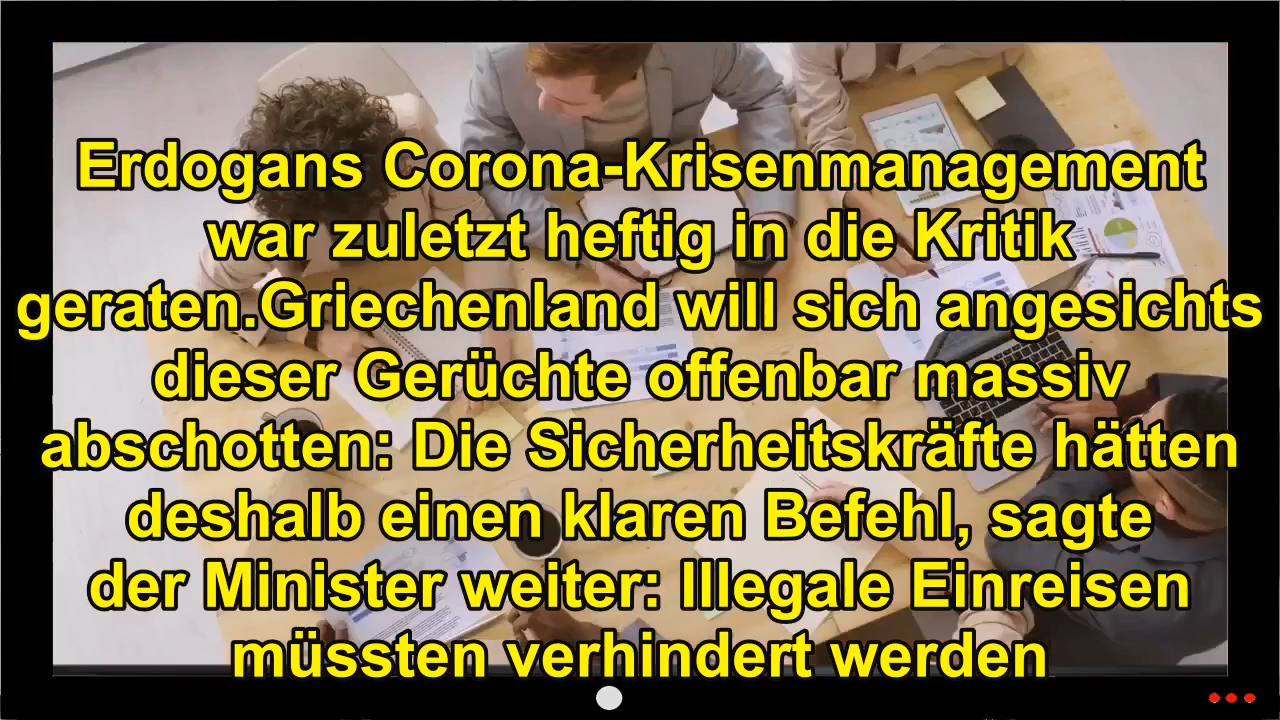 Erdogans Corona-Krisenmanagement
war zuletzt heftig in die Kritik
geraten.Griechenland will sich angesichts
dieser Gerüchte offenbar massiv
abschotten: Die Sicherheitskräfte hätten
deshalb einen klaren Befehl, sagte
der Minister weiter: Illegale Einreisen
müssten verhindert werden